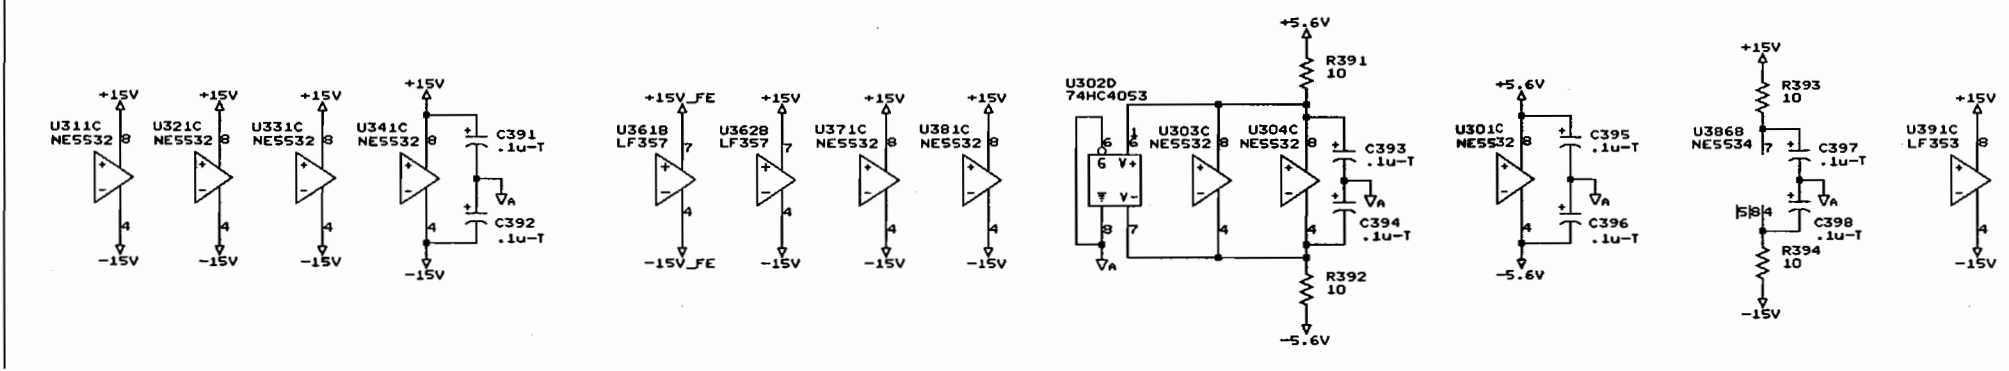 +15V
U311C
NE5532
8
+
-
4
-15V
+15V
U321C
NE5532
8
+
-
4
-15V
+15V
U331C
NE5532
8
+
-
4
-15V
+15V
U341C
NE5532
8
+
-
4
-15V
+
C391
.1u-T
A
+
C392
.1u-T
+15V_FE
U361B
LF357
7
+
-
4
-15V_FE
+15V
U362B
LF357
7
+
-
4
-15V
+15V
U371C
NE5532
8
+
-
4
-15V
+15V
U381C
NE5532
8
+
-
4
-15V
U302D
74HC4053
6
16
G
V+
V-
8
7
A
U303C
NE5532
8
+
-
4
+5.6V
R391
10
U304C
NE5532
8
+
-
4
R392
10
-5.6V
+
C393
.1u-T
A
+
C394
.1u-T
+5.6V
U301C
NE5532
8
+
-
4
-5.6V
+
C395
.1u-T
A
+
C396
.1u-T
+15V
R393
10
U386B
NE5534
7
+
C397
.1u-T
A
5 8 4
+
C398
.1u-T
R394
10
-15V
+15V
U391C
LF353
8
+
-
4
-15V